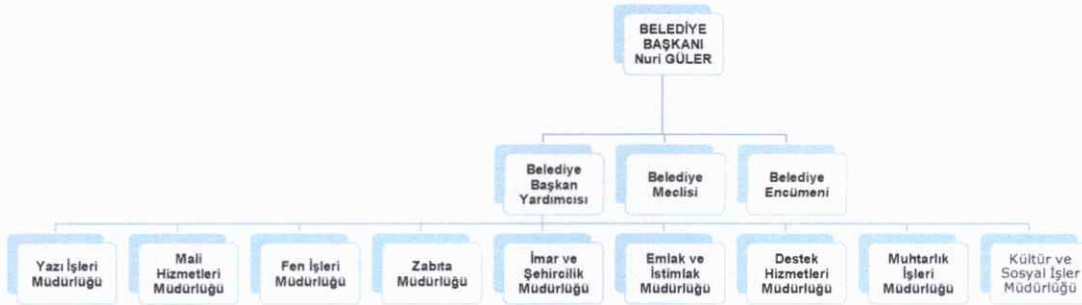 BELEDİYE
BAŞKANI
Nuri GÜLER
Belediye
Başkan
Yardımcısı
Belediye
Meclisi
Belediye
Encümeni
Yazı İşleri
Müdürlüğü
Mali
Hizmetleri
Müdürlüğü
Fen İşleri
Müdürlüğü
Zabıta
Müdürlüğü
İmar ve
Şehircilik
Müdürlüğü
Emlak ve
İstimlak
Müdürlüğü
Destek
Hizmetleri
Müdürlüğü
Muhtarlık
İşleri
Müdürlüğü
Kültür ve
Sosyal İşler
Müdürlüğü